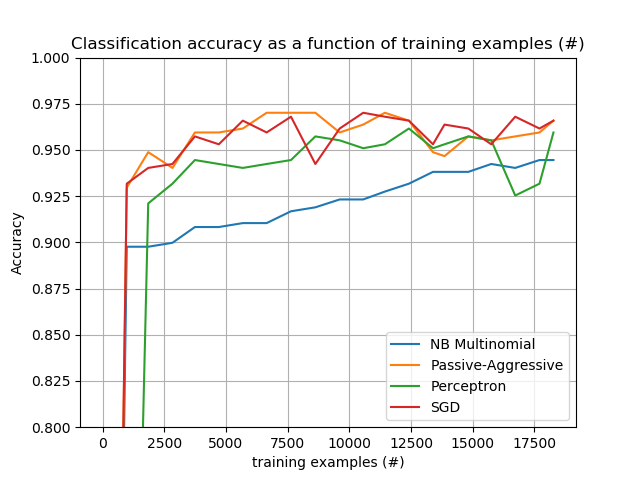 Classification accuracy as a function of training examples (#)
1.000
0.975
0.950
0.925
0.900
0.875
0.850
0.825
0.800
Accuracy
NB Multinomial
Passive-Aggressive
Perceptron
SGD
0 2500 5000 7500 10000 12500 15000 17500
training examples (#)